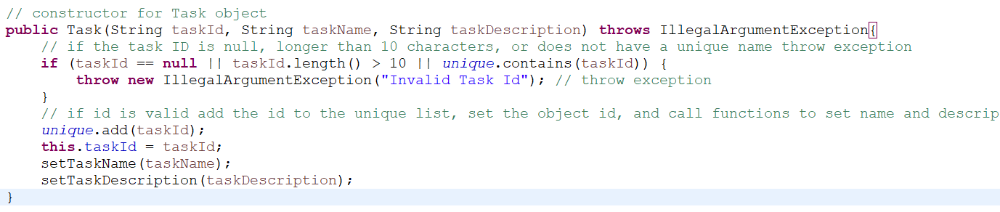 // constructor for Task object
public Task(String taskId, String taskName, String taskDescription) throws IllegalArgumentException{
// if the task ID is null, longer than 10 characters, or does not have a unique name throw exception
if (taskId == null || taskId.length() > 10 || unique.contains(taskId)) {
throw new IllegalArgumentException("Invalid Task Id"); // throw exception
}
// if id is valid add the id to the unique list, set the object id, and call functions to set name and descrip
unique.add(taskId);
this.taskId = taskId;
setTaskName(taskName);
setTaskDescription(taskDescription);
}